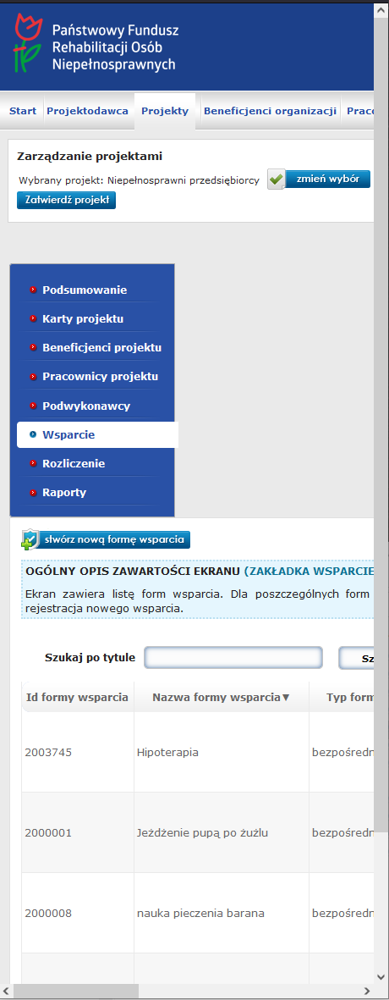 Państwowy Fundusz
Rehabilitacji Osób
Niepełnosprawnych
Start Projektodawca Projekty Beneficjenci organizacji Praco
Zarządzanie projektami
Wybrany projekt: Niepełnosprawni przedsiębiorcy zmień wybór
Zatwierdź projekt
Podsumowanie
Karty projektu
Beneficjenci projektu
Pracownicy projektu
Podwykonawcy
Wsparcie
Rozliczenie
Raporty
stwórz nową formę wsparcia
OGÓLNY OPIS ZAWARTOŚCI EKRANU (ZAKŁADKA WSPARCIE
Ekran zawiera listę form wsparcia. Dla poszczególnych form
rejestracja nowego wsparcia.
Szukaj po tytule Sz
Id formy wsparcia Nazwa formy wsparcia▼ Typ form
2003745 Hipoterapia bezpośredn
2000001 Jeżdżenie pupą po żużlu bezpośredn
2000008 nauka pieczenia barana bezpośredn